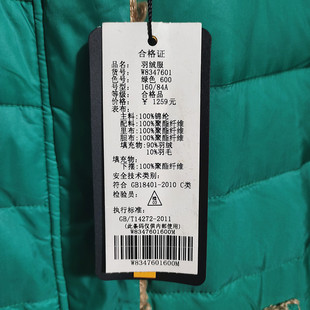 合格证
品名: 羽绒服
货号: W8347601
色号: 绿色 600
号型: 160/84A
等级: 合格品
价格: ¥ 1259元
表布:
主料:100%锦纶
配料:100%聚酯纤维
里布:100%聚酯纤维
胆布:100%聚酯纤维
填充物:90%羽绒
10%羽毛
填充物:
下摆:100%聚酯纤维
安全技术类别:
符合 GB18401-2010 C类
检验员:
执行标准:
GB/T14272-2011
(此条码仅供内部使用)
W8347601600M
W8347601600M